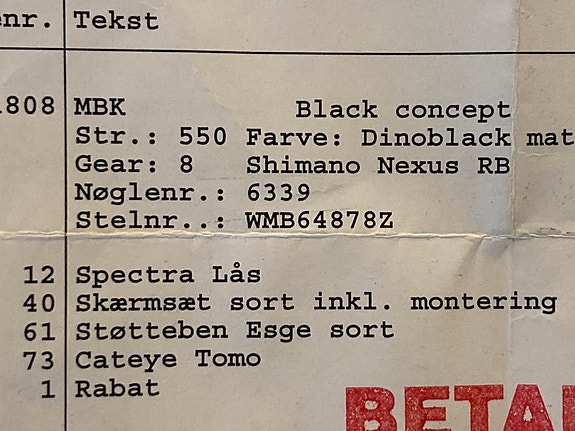 nr. Tekst
808 MBK Black concept
Str.: 550 Farve: Dinoblack mat
Gear: 8 Shimano Nexus RB
Nøglenr.: 6339
Stelnr..: WMB64878Z
12 Spectra Lås
40 Skærmsæt sort inkl. montering
61 Støtteben Esge sort
73 Cateye Tomo
1 Rabat
BETAL